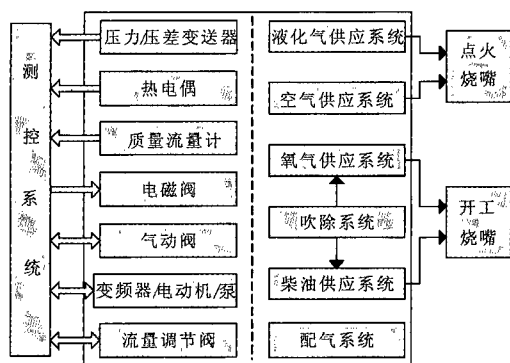 测
控
系
统
压力/压差变送器
热电偶
质量流量计
电磁阀
气动阀
变频器/电动机/泵
流量调节阀
液化气供应系统
空气供应系统
氧气供应系统
吹除系统
柴油供应系统
配气系统
点火
烧嘴
开工
烧嘴